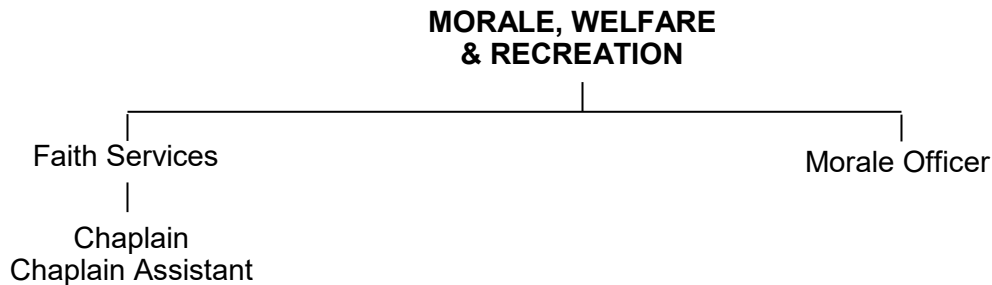 MORALE, WELFARE
& RECREATION
Faith Services
Morale Officer
Chaplain
Chaplain Assistant